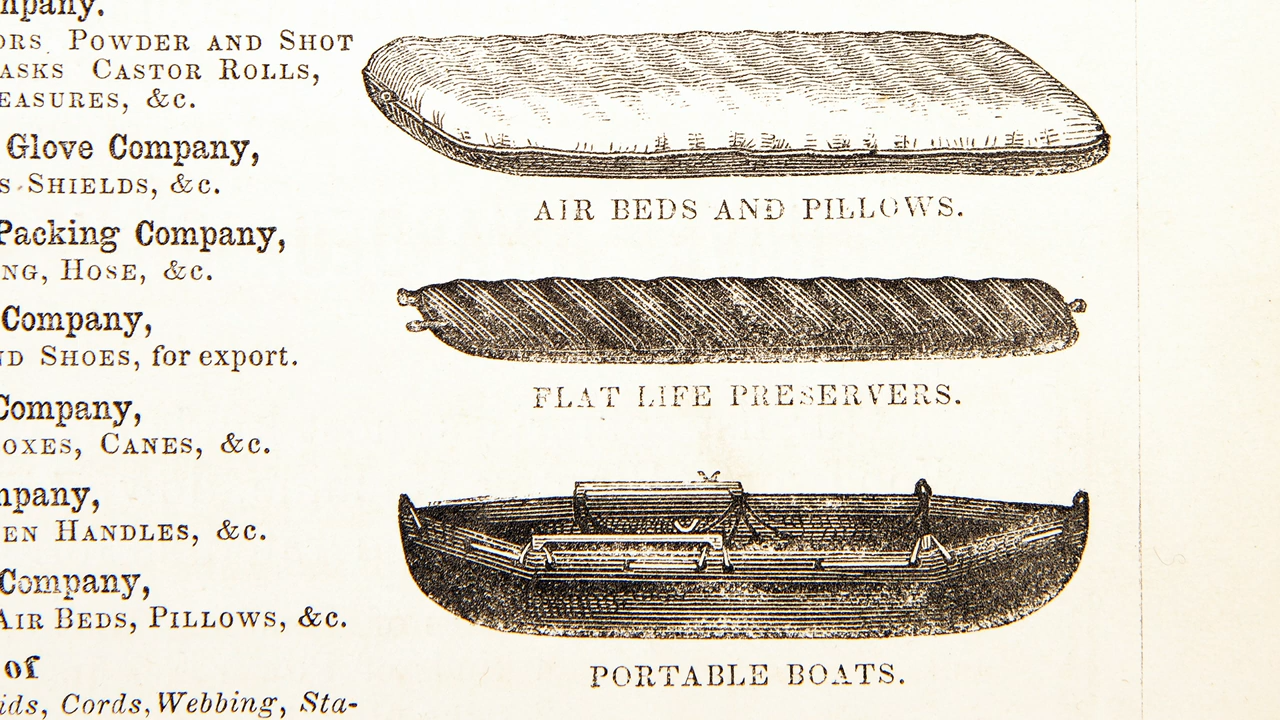 mpany.
ORS, POWDER AND SHOT
ASKS CASTOR ROLLS,
EASURES, &c.
Glove Company,
S SHIELDS, &c.
Packing Company,
NG, HOSE, &c.
Company,
ND SHOES, for export.
Company,
OXES, CANES, &c.
mpany,
EN HANDLES, &c.
Company,
AIR BEDS, PILLOWS, &c.
of
ids, Cords, Webbing, Sta-
AIR BEDS AND PILLOWS.
FLAT LIFE PRESERVERS.
PORTABLE BOATS.